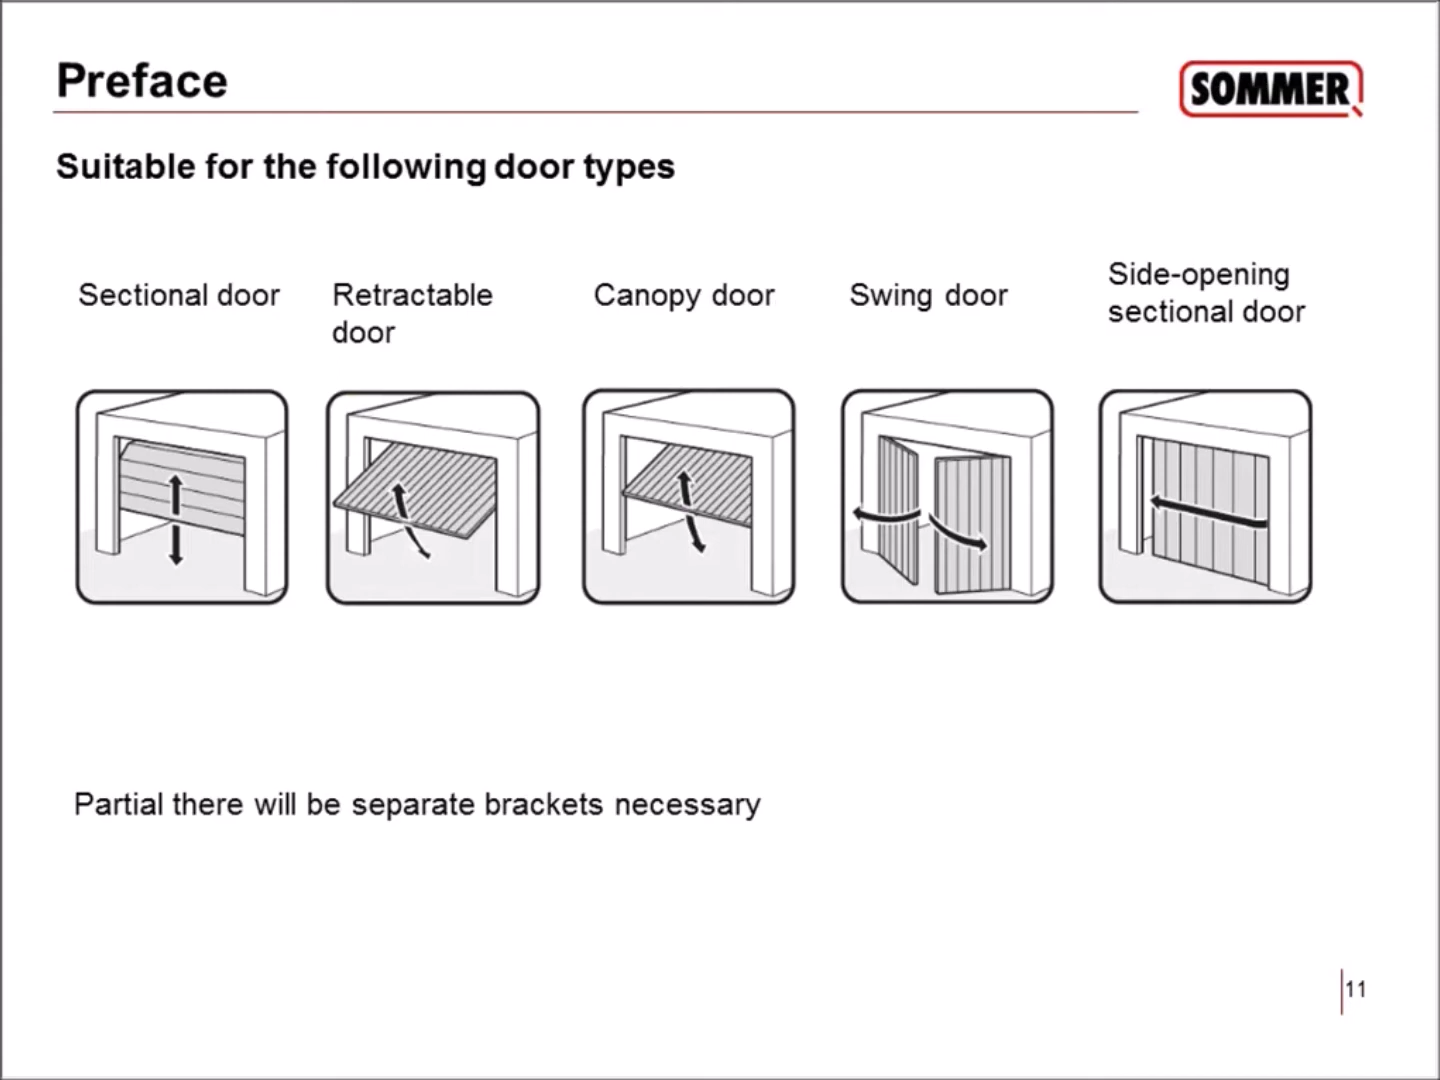 Preface
SOMMER
Suitable for the following door types
Sectional door
Retractable
door
Canopy door
Swing door
Side-opening
sectional door
Partial there will be separate brackets necessary
11